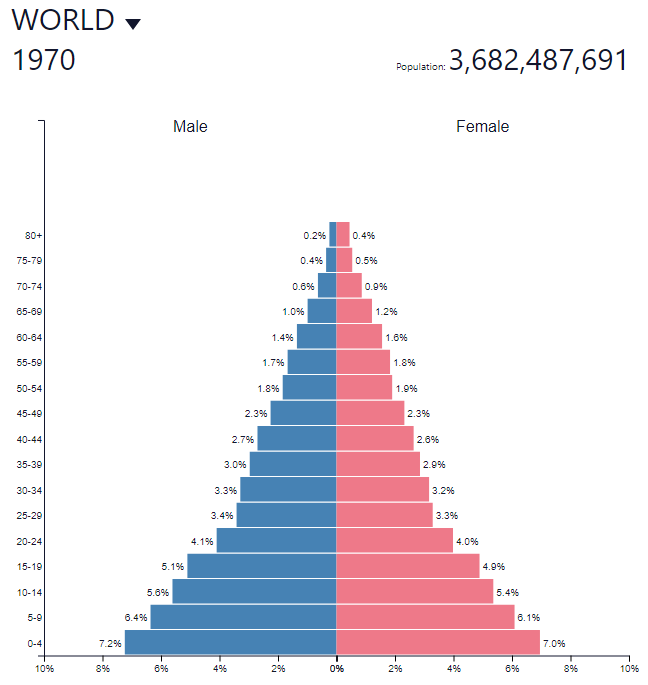 WORLD
1970
Population: 3,682,487,691
Male Female
80+ 0.2% 0.4%
75-79 0.4% 0.5%
70-74 0.6% 0.9%
65-69 1.0% 1.2%
60-64 1.4% 1.6%
55-59 1.7% 1.8%
50-54 1.8% 1.9%
45-49 2.3% 2.3%
40-44 2.7% 2.6%
35-39 3.0% 2.9%
30-34 3.3% 3.2%
25-29 3.4% 3.3%
20-24 4.1% 4.0%
15-19 5.1% 4.9%
10-14 5.6% 5.4%
5-9 6.4% 6.1%
0-4 7.2% 7.0%
10% 8% 6% 4% 2% 0% 2% 4% 6% 8% 10%